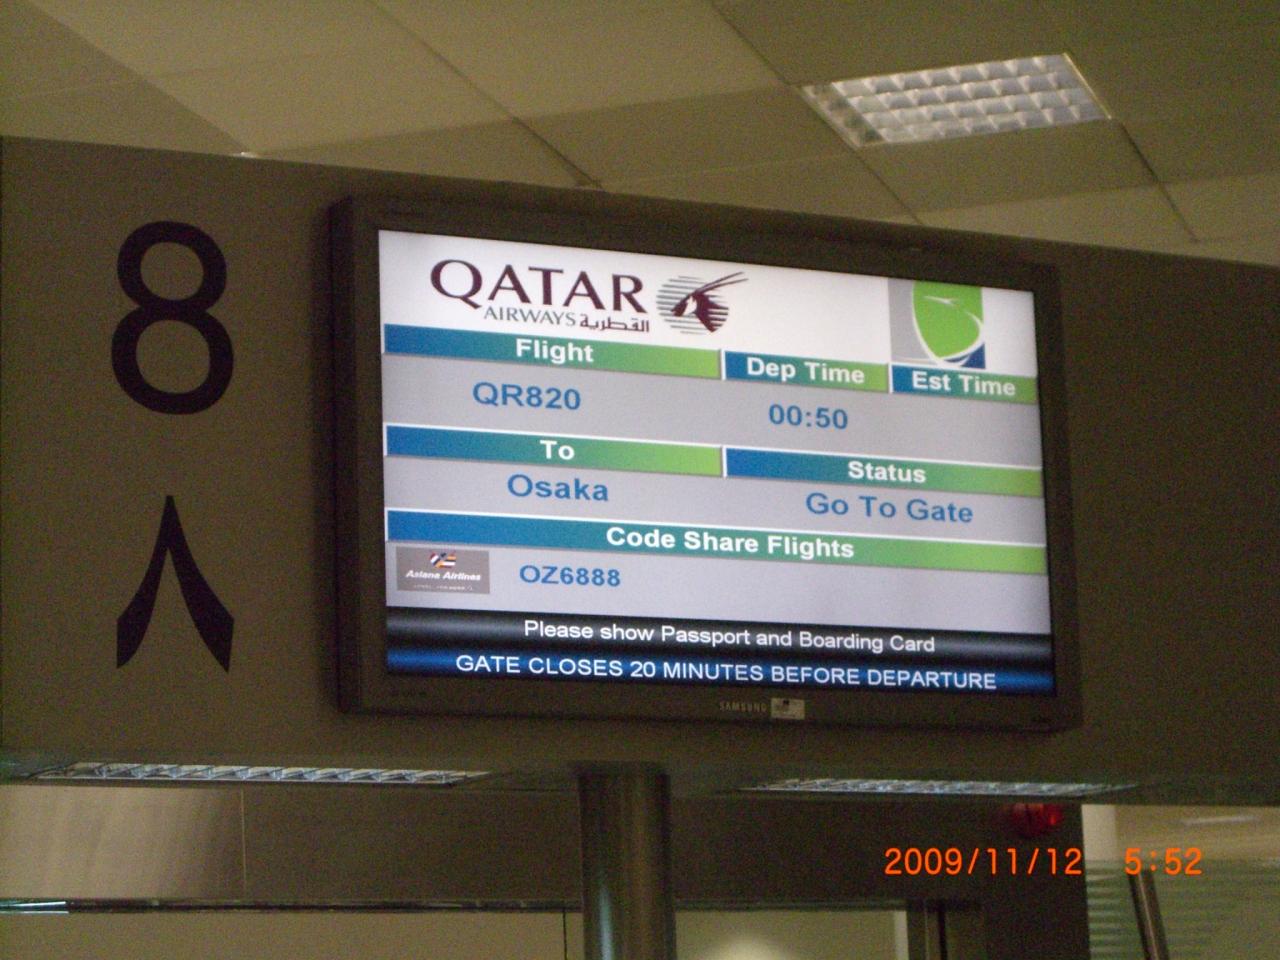 8
٨
QATAR
AIRWAYS القطرية
Flight
Dep Time
Est Time
QR820
00:50
To
Status
Osaka
Go To Gate
Code Share Flights
Asiana Airlines
OZ6888
Please show Passport and Boarding Card
GATE CLOSES 20 MINUTES BEFORE DEPARTURE
SAMSUNG
2009/11/12 5:52